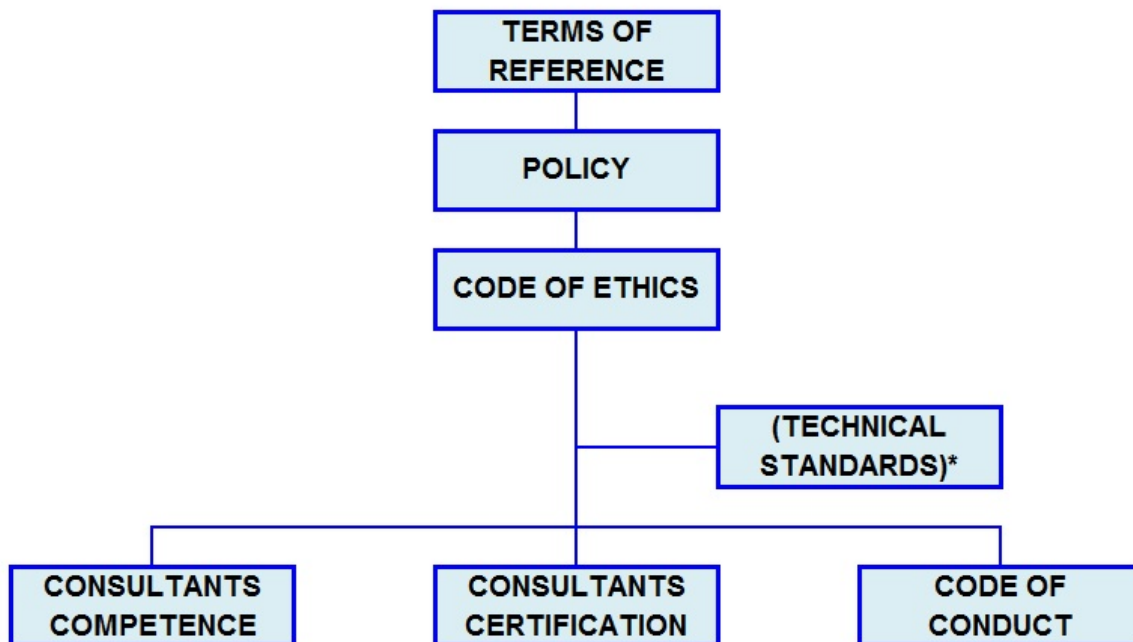 TERMS OF
REFERENCE
POLICY
CODE OF ETHICS
(TECHNICAL
STANDARDS)*
CONSULTANTS
COMPETENCE
CONSULTANTS
CERTIFICATION
CODE OF
CONDUCT